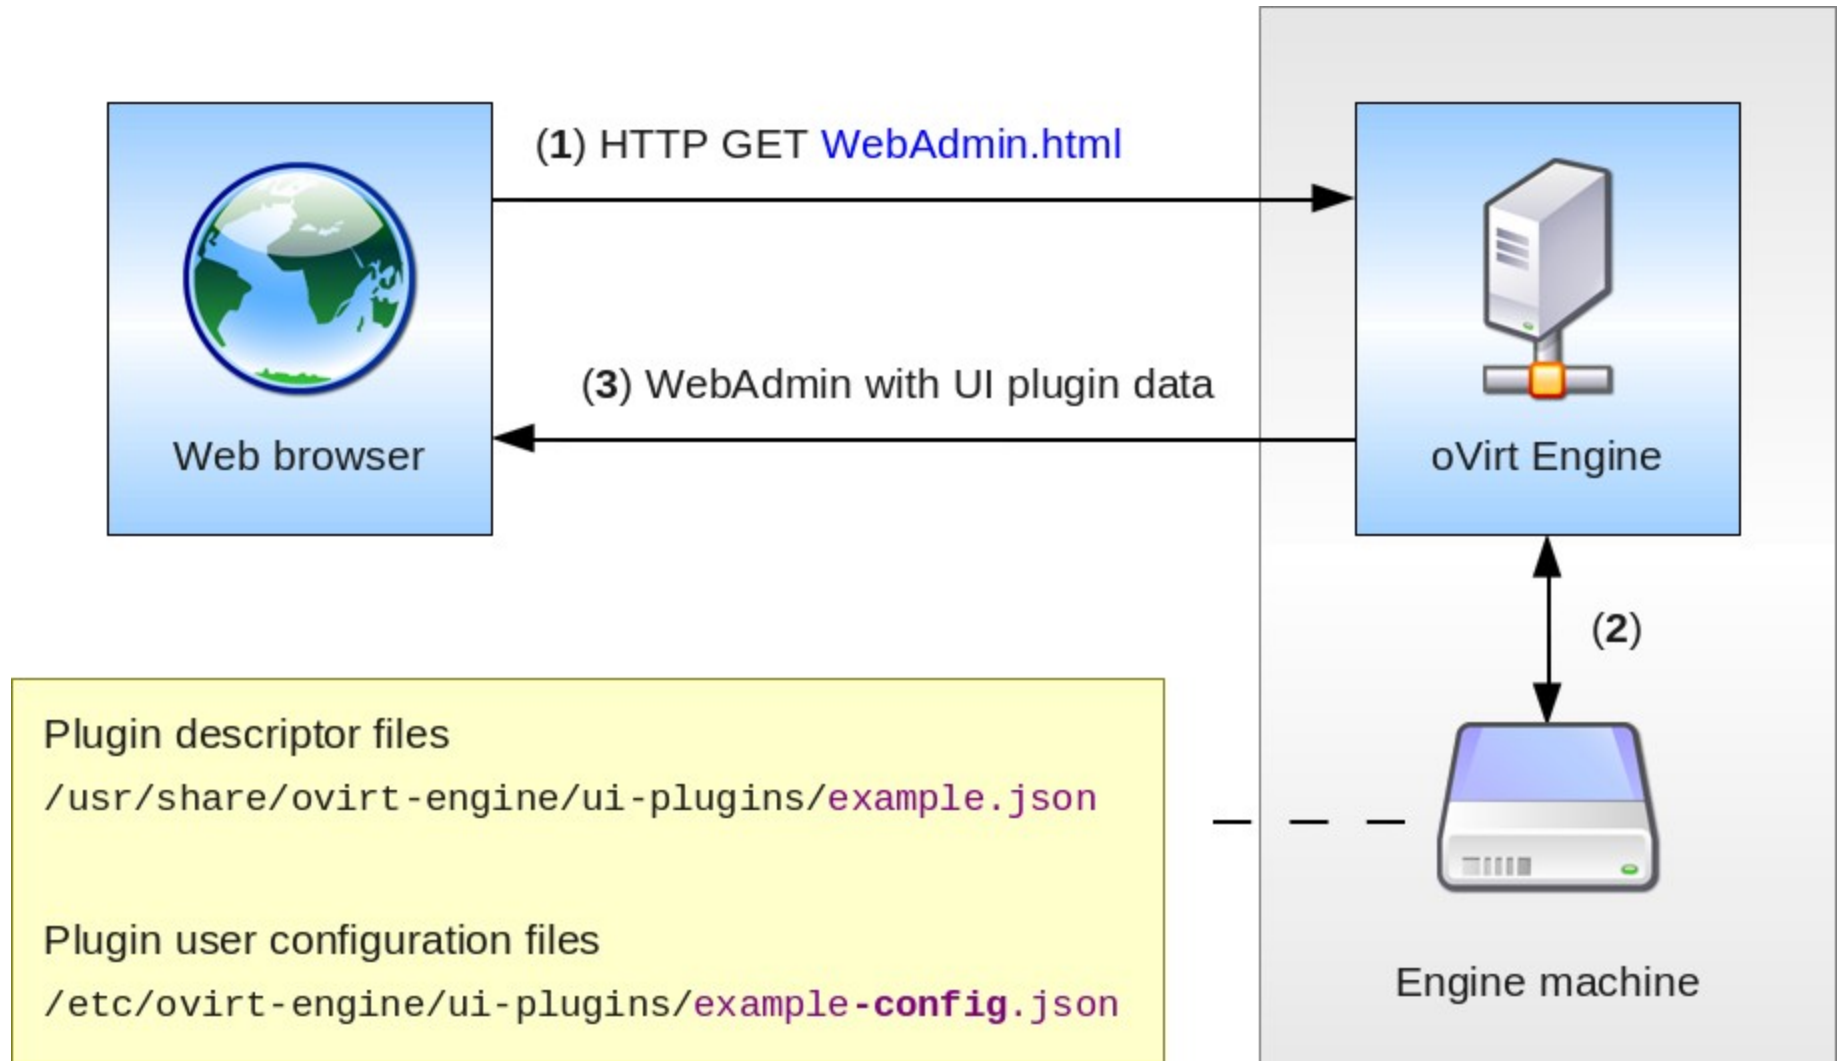 (1) HTTP GET WebAdmin.html
(3) WebAdmin with UI plugin data
Web browser
oVirt Engine
(2)
Plugin descriptor files
/usr/share/ovirt-engine/ui-plugins/example.json
Plugin user configuration files
/etc/ovirt-engine/ui-plugins/example-config.json
Engine machine